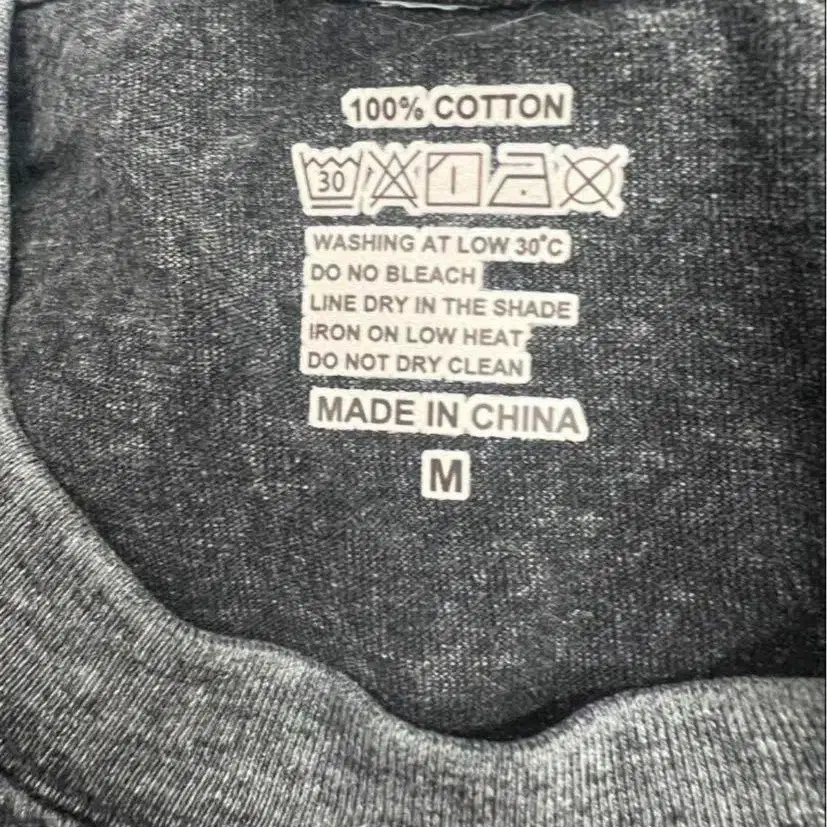 100% COTTON
30
WASHING AT LOW 30°C
DO NO BLEACH
LINE DRY IN THE SHADE
IRON ON LOW HEAT
DO NOT DRY CLEAN
MADE IN CHINA
M